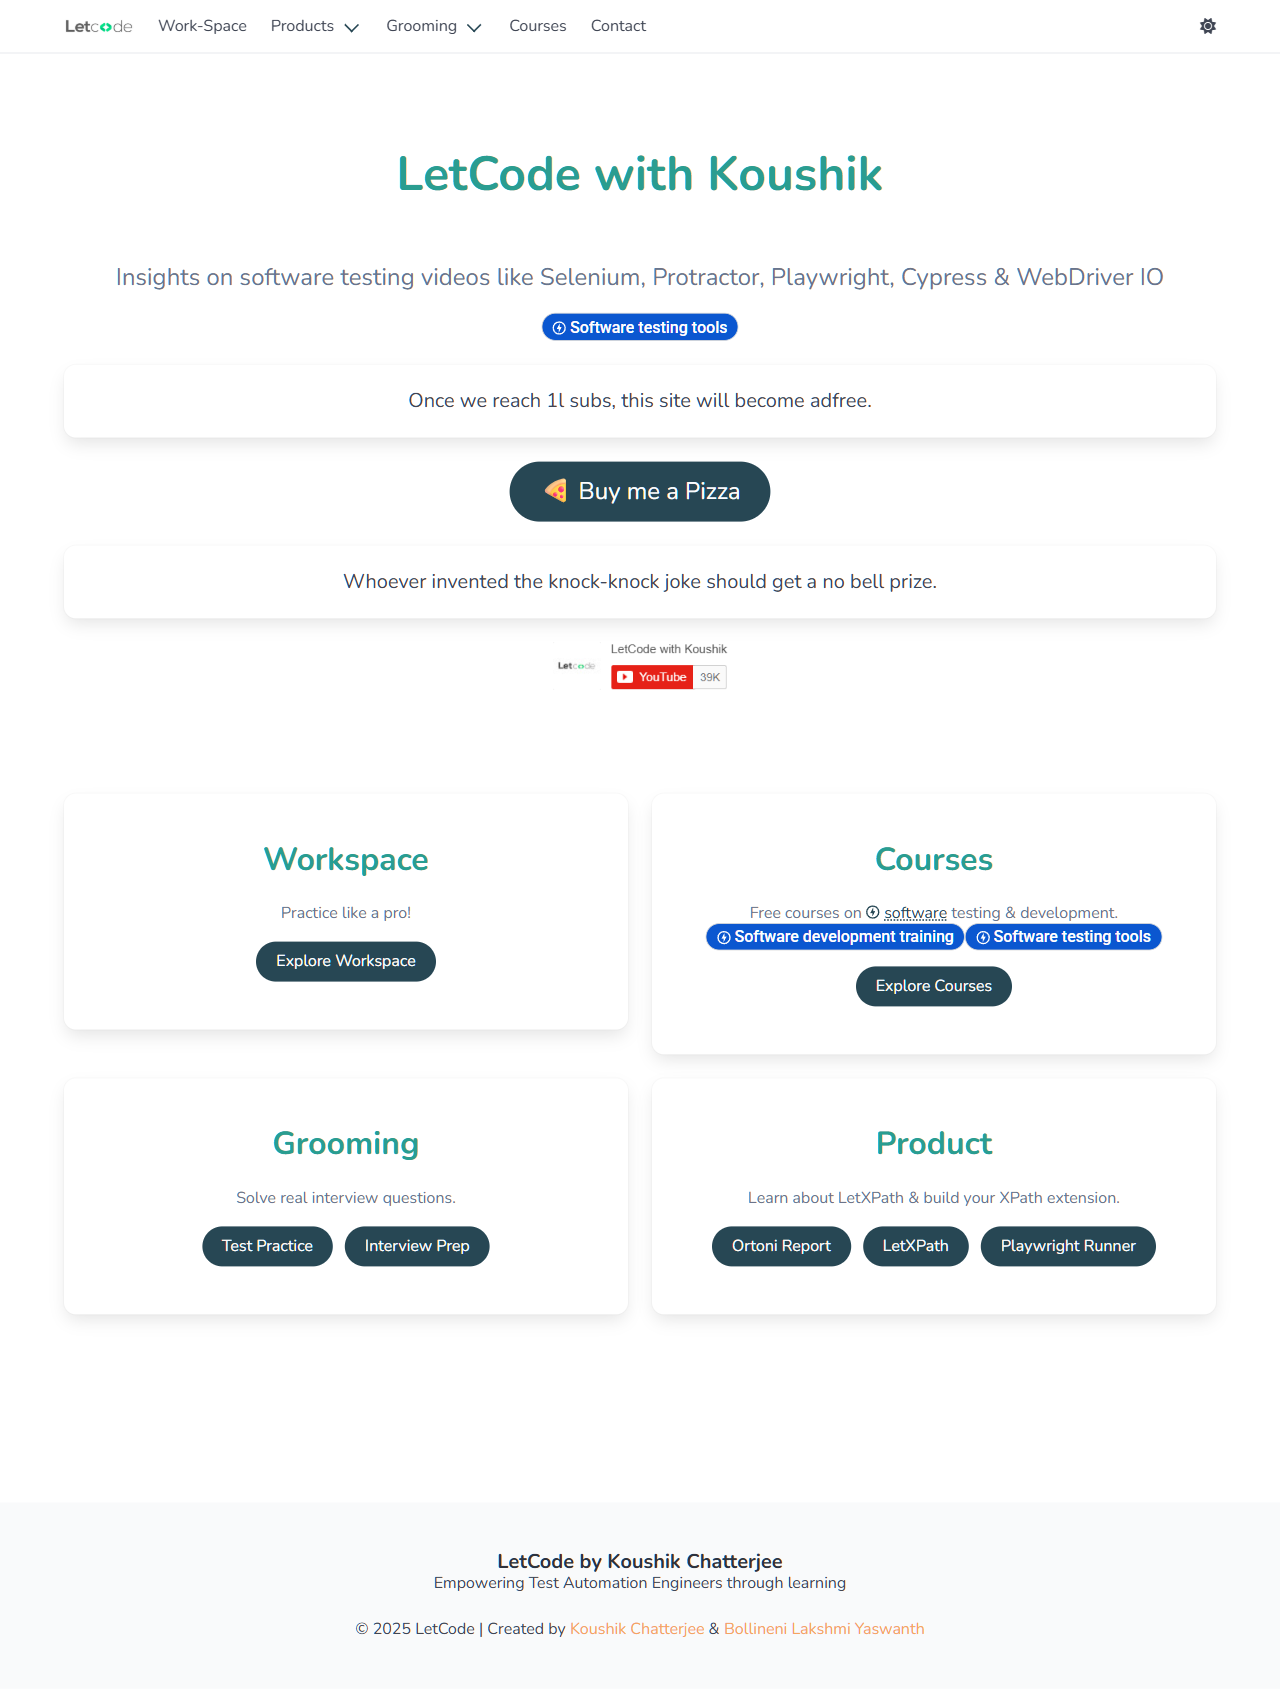 Letcode Work-Space Products Grooming Courses Contact
LetCode with Koushik
Insights on software testing videos like Selenium, Protractor, Playwright, Cypress & WebDriver IO
Software testing tools
Once we reach 1l subs, this site will become adfree.
🍕 Buy me a Pizza
Whoever invented the knock-knock joke should get a no bell prize.
LetCode with Koushik
Letcode YouTube 39K
Workspace
Practice like a pro!
Explore Workspace
Courses
Free courses on software testing & development.
Software development training Software testing tools
Explore Courses
Grooming
Solve real interview questions.
Test Practice Interview Prep
Product
Learn about LetXPath & build your XPath extension.
Ortoni Report LetXPath Playwright Runner
LetCode by Koushik Chatterjee
Empowering Test Automation Engineers through learning
© 2025 LetCode | Created by Koushik Chatterjee & Bollineni Lakshmi Yaswanth